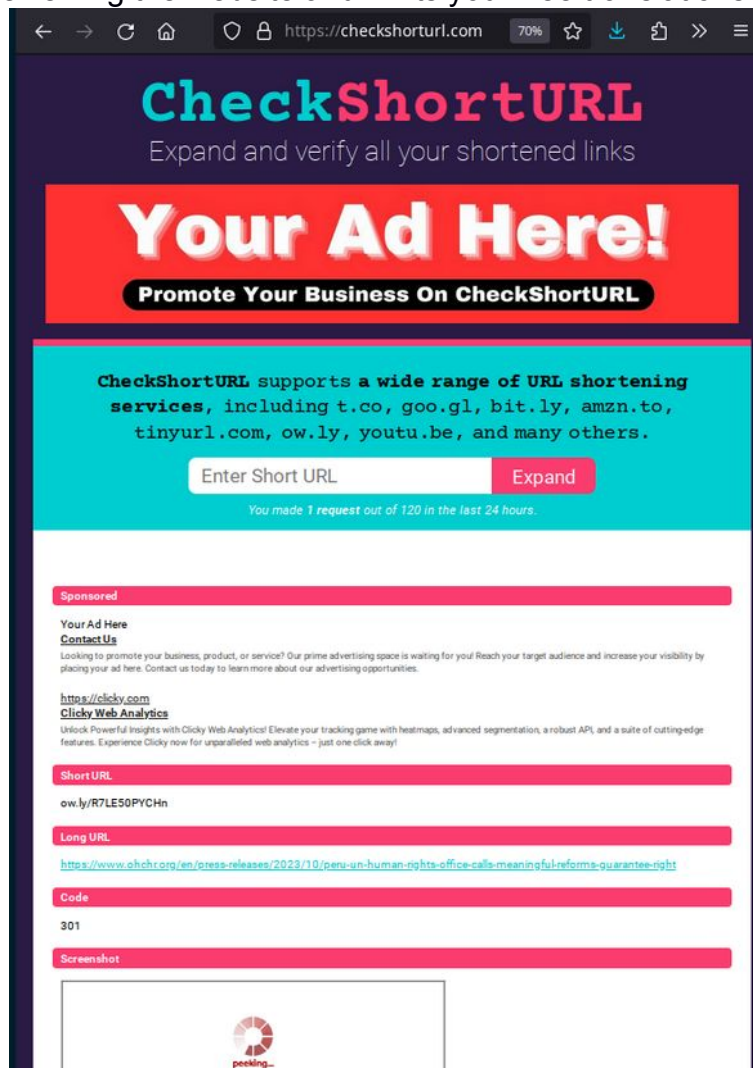 https://checkshorturl.com 70%
CheckShortURL
Expand and verify all your shortened links
Your Ad Here!
Promote Your Business On CheckShortURL
CheckShortURL supports a wide range of URL shortening
services, including t.co, goo.gl, bit.ly, amzn.to,
tinyurl.com, ow.ly, youtu.be, and many others.
Enter Short URL Expand
You made 1 request out of 120 in the last 24 hours.
Sponsored
Your Ad Here
Contact Us
Looking to promote your business, product, or service? Our prime advertising space is waiting for you! Reach your target audience and increase your visibility by
placing your ad here. Contact us today to learn more about our advertising opportunities.
https://clicky.com
Clicky Web Analytics
Unlock Powerful Insights with Clicky Web Analytics! Elevate your tracking game with heatmaps, advanced segmentation, a robust API, and a suite of cutting-edge
features. Experience Clicky now for unparalleled web analytics – just one click away!
Short URL
ow.ly/R7LE50PYCHn
Long URL
https://www.ohchr.org/en/press-releases/2023/10/peru-un-human-rights-office-calls-meaningful-reforms-guarantee-right
Code
301
Screenshot
peeking...